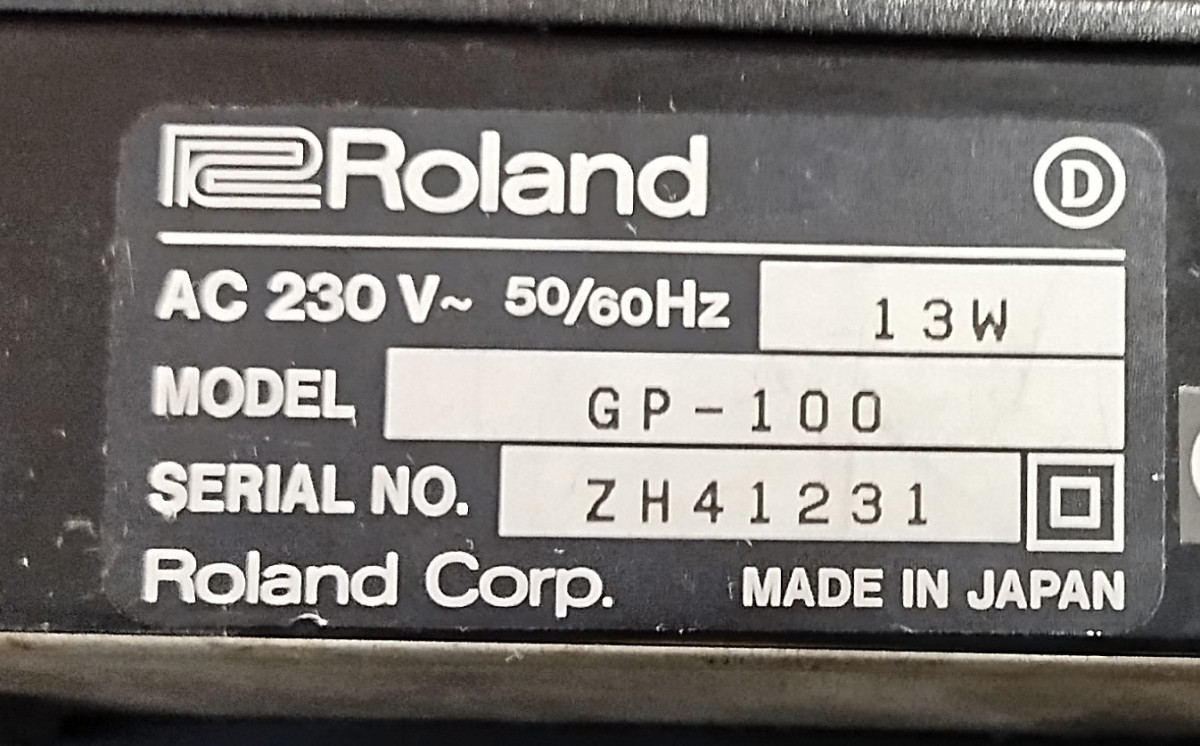 Roland D
AC 230 V~ 50/60Hz 13W
MODEL GP-100
SERIAL NO. ZH41231
Roland Corp. MADE IN JAPAN